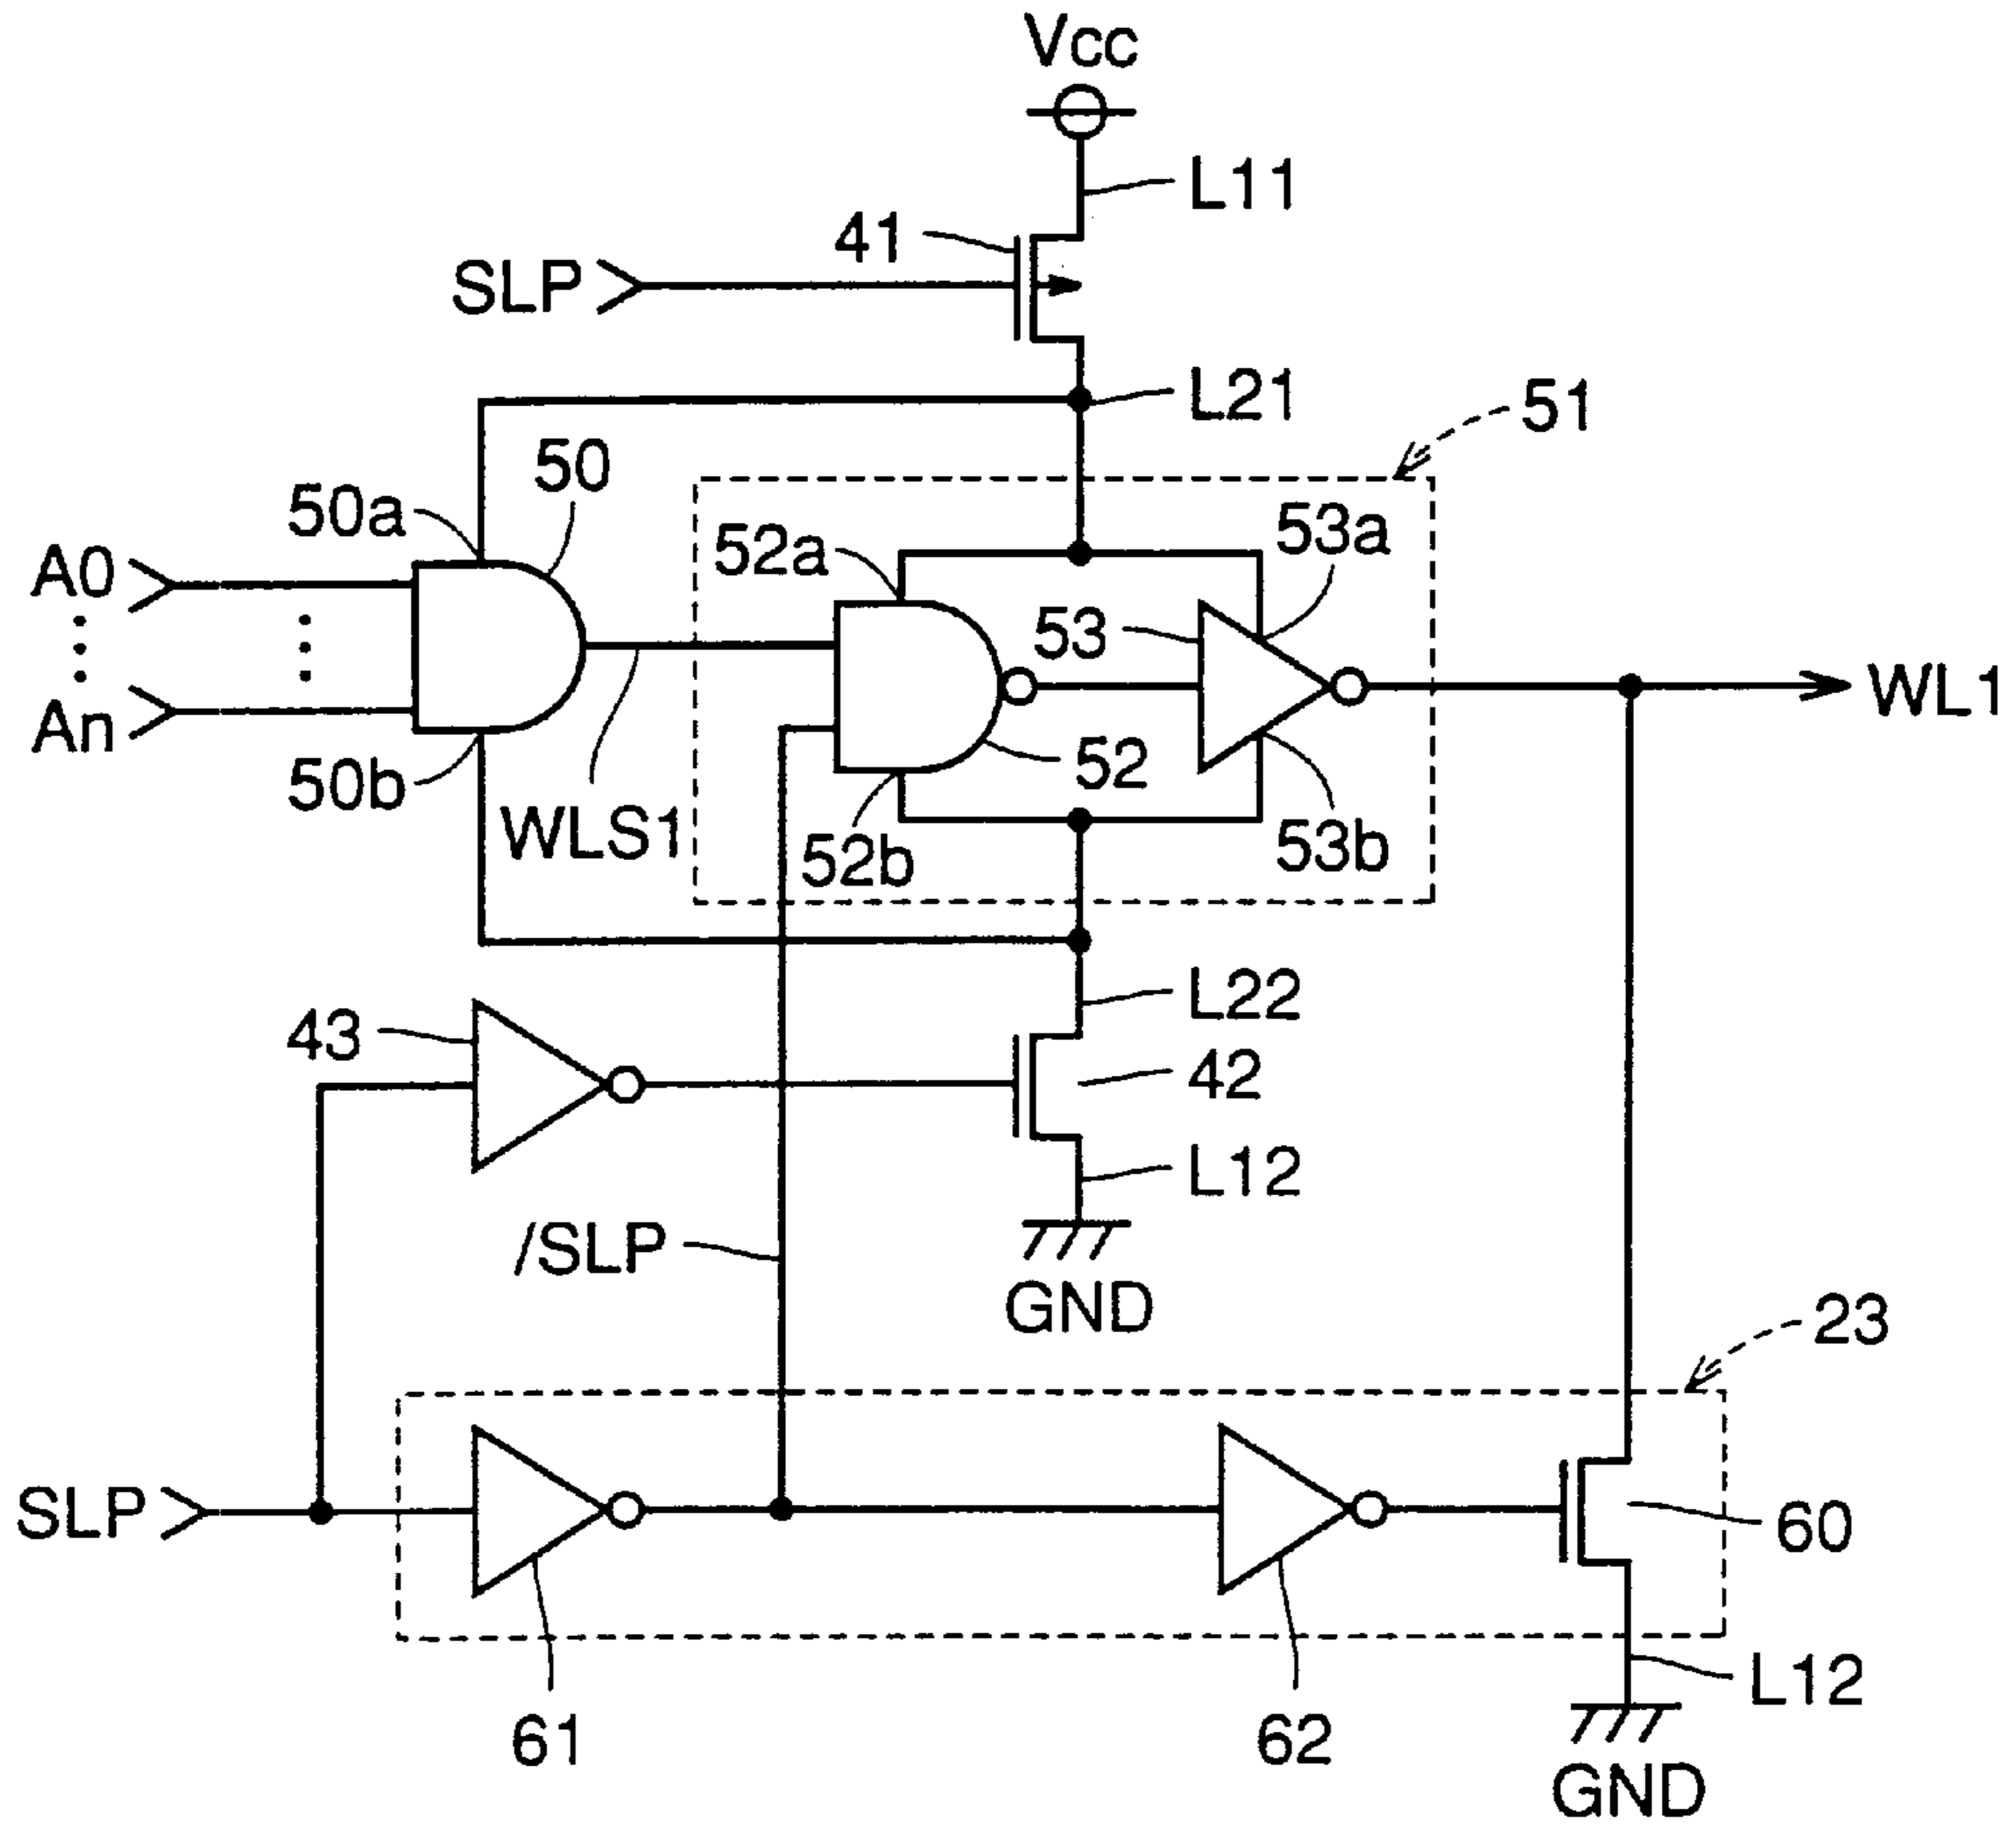 Vcc
L11
41
SLP
L21
51
50
50a
53a
52a
A0
53
WL1
An
52
50b
WLS1
53b
52b
L22
43
42
L12
/SLP
GND
23
SLP
60
L12
61
62
GND